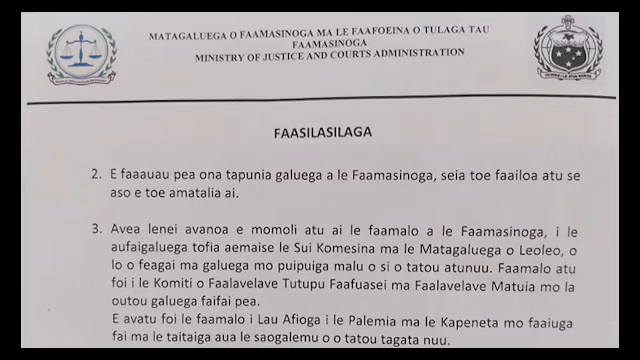 MATAGALUEGA O FAAMASINOGA MA LE FAAFOEINA O TULAGA TAU
FAAMASINOGA
MINISTRY OF JUSTICE AND COURTS ADMINISTRATION
FAASILASILAGA
2. E faaauau pea ona tapunia galuega a le Faamasinoga, seia toe faailoa atu se
aso e toe amatalia ai.
3. Avea lenei avanoa e momoli atu ai le faamalo a le Faamasinoga, i le
aufaigaluega tofia aemaise le Sui Komesina ma le Matagaluega o Leoleo, o
lo o feagai ma galuega mo puipuiga malu o si o tatou atunuu. Faamalo atu
foi i le Komiti o Faalavelave Tutupu Faafuasei ma Faalavelave Matuia mo la
outou galuega faifai pea.
E avatu foi le faamalo i Lau Afioga i le Palemia ma le Kapeneta mo faaiuga
fai ma le taitaiga aua le saogalemu o o tatou tagata nuu.